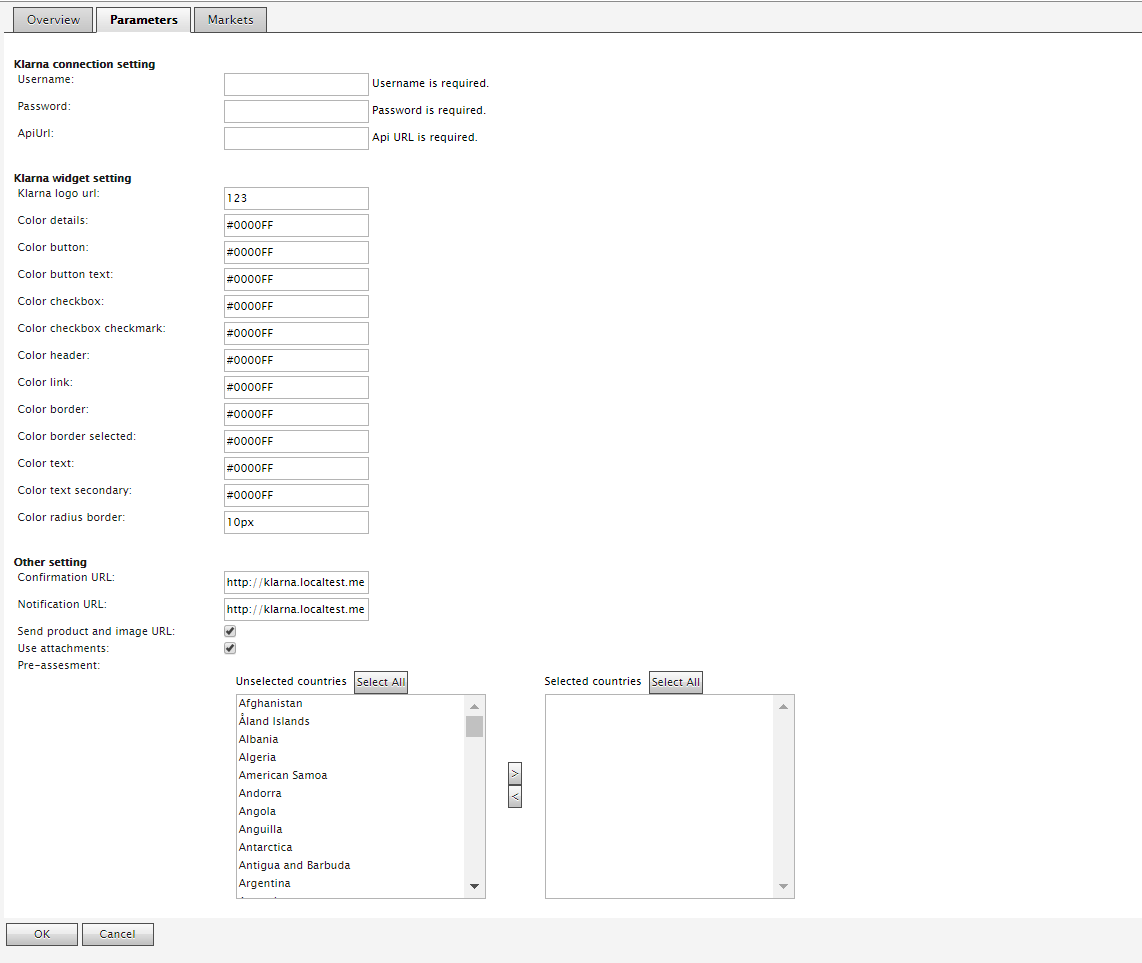 Overview Parameters Markets
Klarna connection setting
Username: Username is required.
Password: Password is required.
ApiUrl: Api URL is required.
Klarna widget setting
Klarna logo url: 123
Color details: #0000FF
Color button: #0000FF
Color button text: #0000FF
Color checkbox: #0000FF
Color checkbox checkmark: #0000FF
Color header: #0000FF
Color link: #0000FF
Color border: #0000FF
Color border selected: #0000FF
Color text: #0000FF
Color text secondary: #0000FF
Color radius border: 10px
Other setting
Confirmation URL: http://klarna.localtest.me
Notification URL: http://klarna.localtest.me
Send product and image URL:
Use attachments:
Pre-assesment:
Unselected countries Select All Selected countries Select All
Afghanistan
Åland Islands
Albania
Algeria
American Samoa
Andorra
>
Angola
<
Anguilla
Antarctica
Antigua and Barbuda
Argentina
OK Cancel